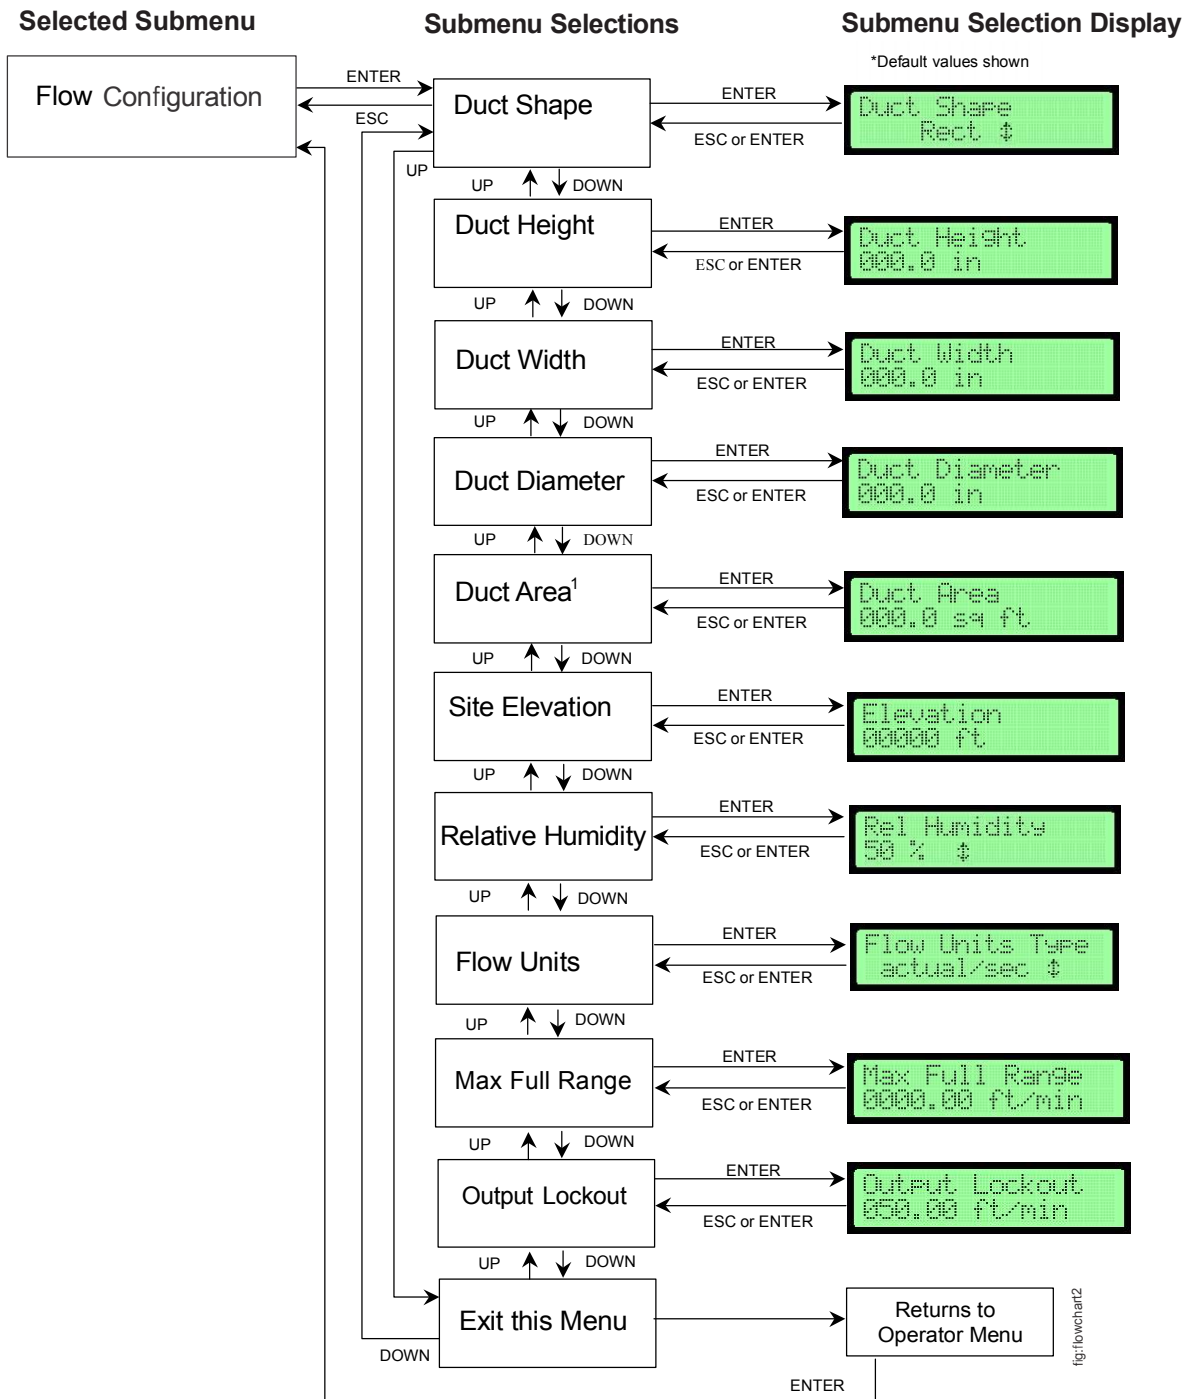 Selected Submenu
Submenu Selections
Submenu Selection Display
*Default values shown
Flow Configuration
ENTER
ESC
UP
Duct Shape
ENTER
ESC or ENTER
Duct Shape
Rect ⇕
UP
DOWN
Duct Height
ENTER
ESC or ENTER
Duct Height
000.0 in
UP
DOWN
Duct Width
ENTER
ESC or ENTER
Duct Width
000.0 in
UP
DOWN
Duct Diameter
ENTER
ESC or ENTER
Duct Diameter
000.0 in
UP
DOWN
Duct Area¹
ENTER
ESC or ENTER
Duct Area
000.0 sq ft
UP
DOWN
Site Elevation
ENTER
ESC or ENTER
Elevation
00000 ft
UP
DOWN
Relative Humidity
ENTER
ESC or ENTER
Rel Humidity
50 % ⇕
UP
DOWN
Flow Units
ENTER
ESC or ENTER
Flow Units Type
actual/sec ⇕
UP
DOWN
Max Full Range
ENTER
ESC or ENTER
Max Full Range
0000.00 ft/min
UP
DOWN
Output Lockout
ENTER
ESC or ENTER
Output Lockout
050.00 ft/min
UP
DOWN
Exit this Menu
DOWN
Returns to
Operator Menu
ENTER
fig:flowchart2